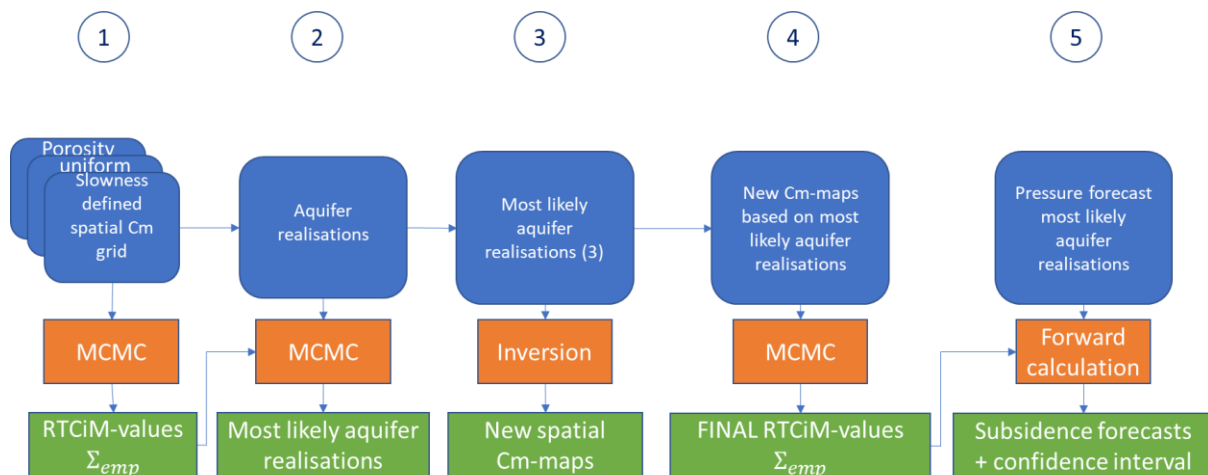 1
2
3
4
5
Porosity
uniform
Slowness
defined
spatial Cm
grid
Aquifer
realisations
Most likely
aquifer
realisations (3)
New Cm-maps
based on most
likely aquifer
realisations
Pressure forecast
most likely
aquifer
realisations
MCMC
MCMC
Inversion
MCMC
Forward
calculation
RTCiM-values
Σemp
Most likely aquifer
realisations
New spatial
Cm-maps
FINAL RTCiM-values
Σemp
Subsidence forecasts
+ confidence interval